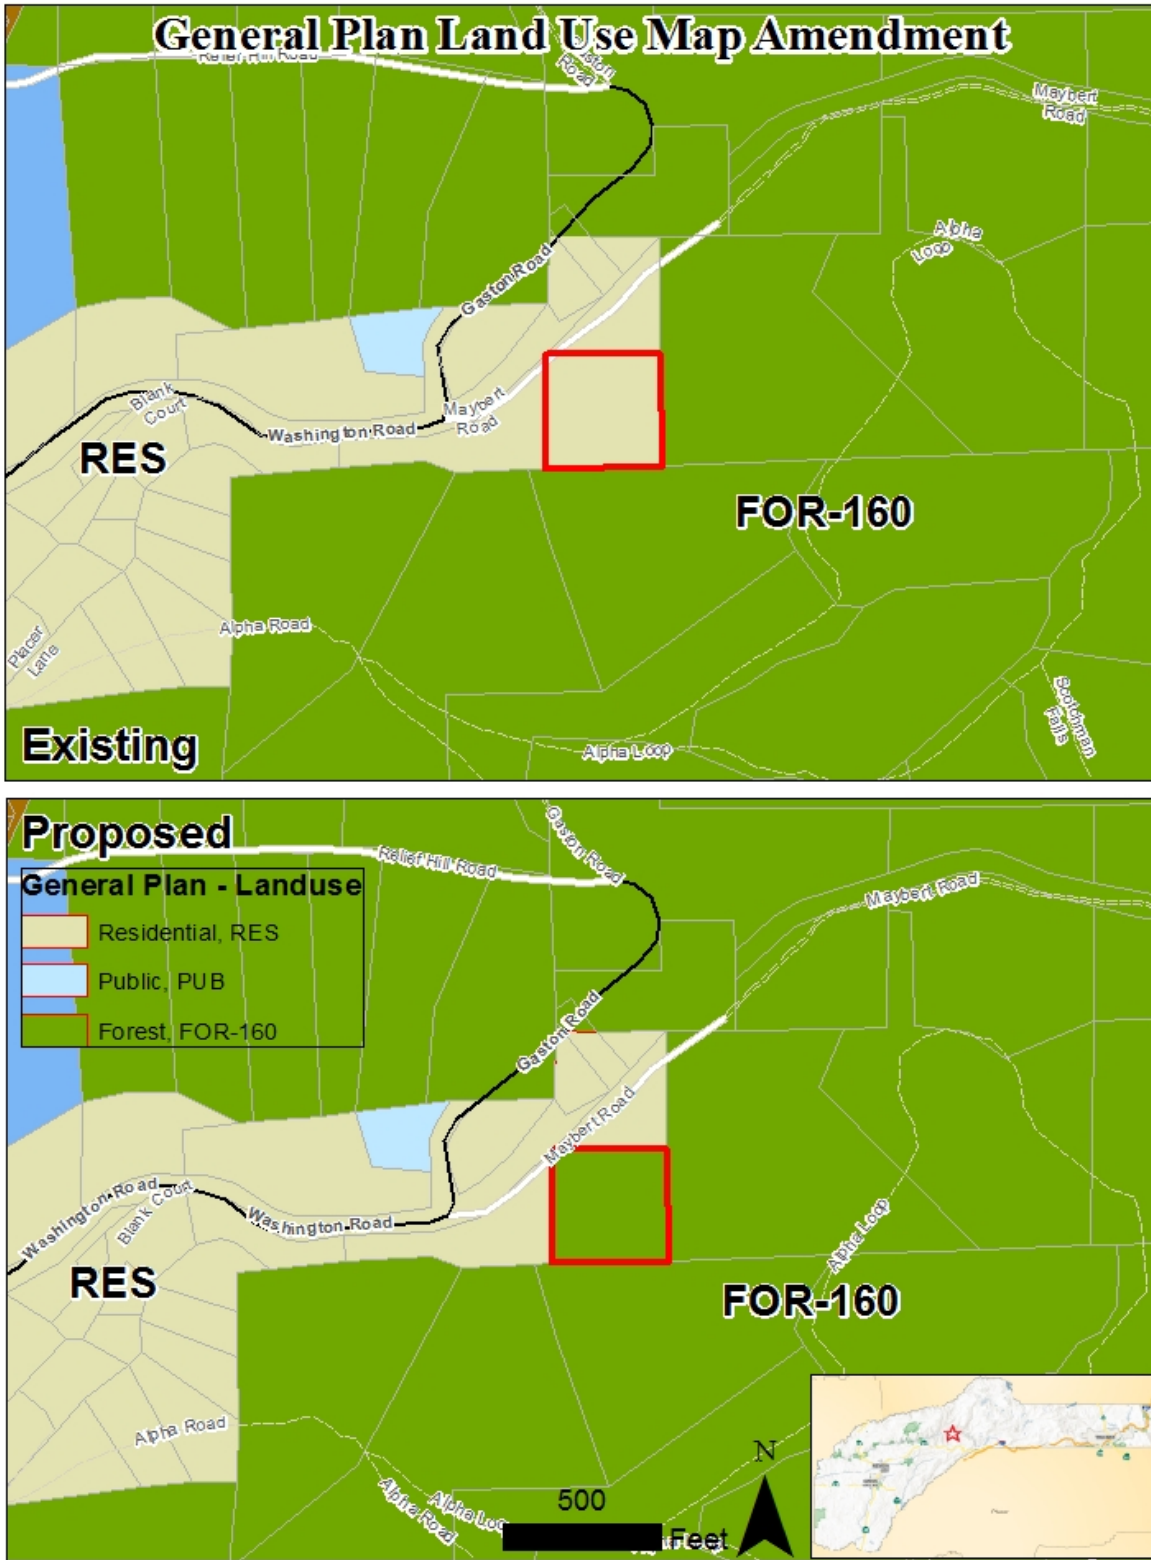 General Plan Land Use Map Amendment
Relief Hill Road
Gaston
Road
Maybert
Road
Alpha
Loop
Gaston Road
Blank
Court
Maybert
Road
Washington Road
RES
FOR-160
Alpha Road
Placer
Lane
Scotchman
Falls
Existing
Alpha Loop
Proposed
Gaston Road
Relief Hill Road
General Plan - Landuse
Maybert Road
Residential, RES
Public, PUB
Forest, FOR-160
Gaston Road
Maybert Road
Washington Road
Blank Court
Washington Road
Alpha Loop
RES
FOR-160
Alpha Road
N
500
Alpha Road
Alpha Loop
Feet